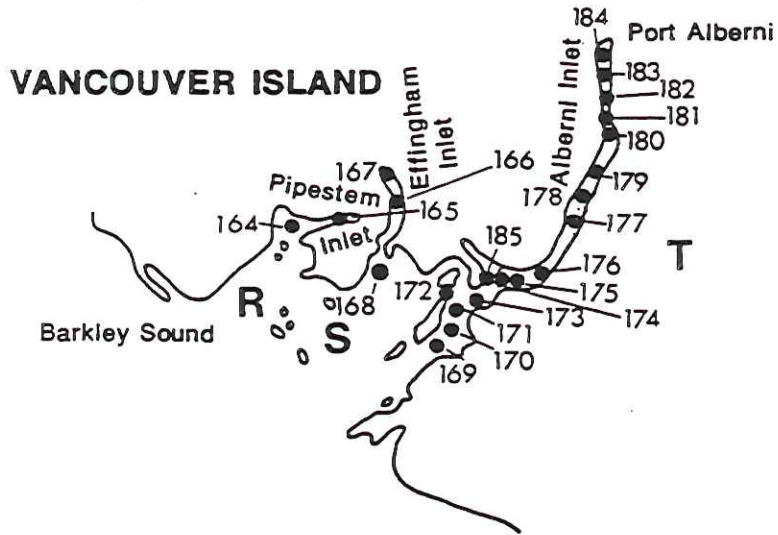 184
Port Alberni
VANCOUVER ISLAND
183
182
181
180
Alberni Inlet
Effingham
Inlet
167
166
179
Pipestem
178
165
164
Inlet
177
185
176
T
168
172
175
R
173
174
Barkley Sound
S
171
170
169